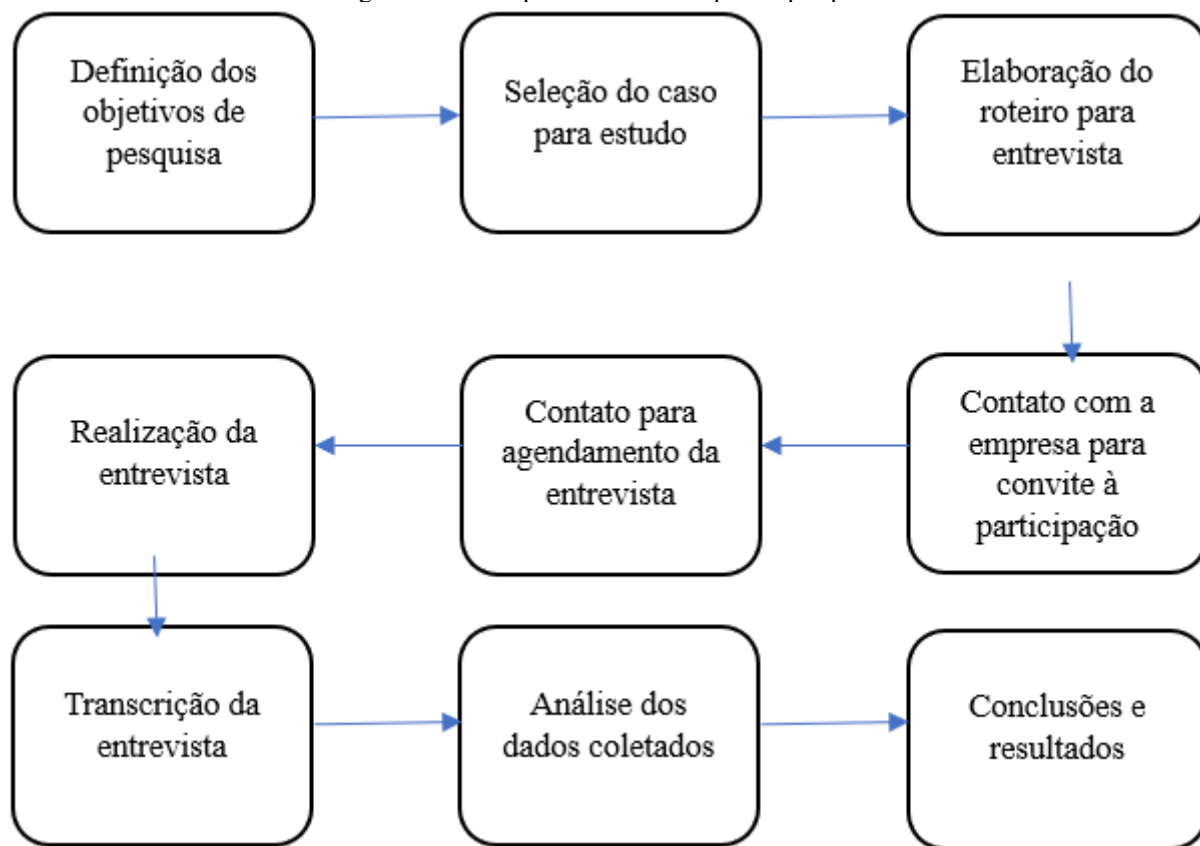 Definição dos
objetivos de
pesquisa
Seleção do caso
para estudo
Elaboração do
roteiro para
entrevista
Contato com a
empresa para
convite à
participação
Contato para
agendamento da
entrevista
Realização da
entrevista
Transcrição da
entrevista
Análise dos
dados coletados
Conclusões e
resultados